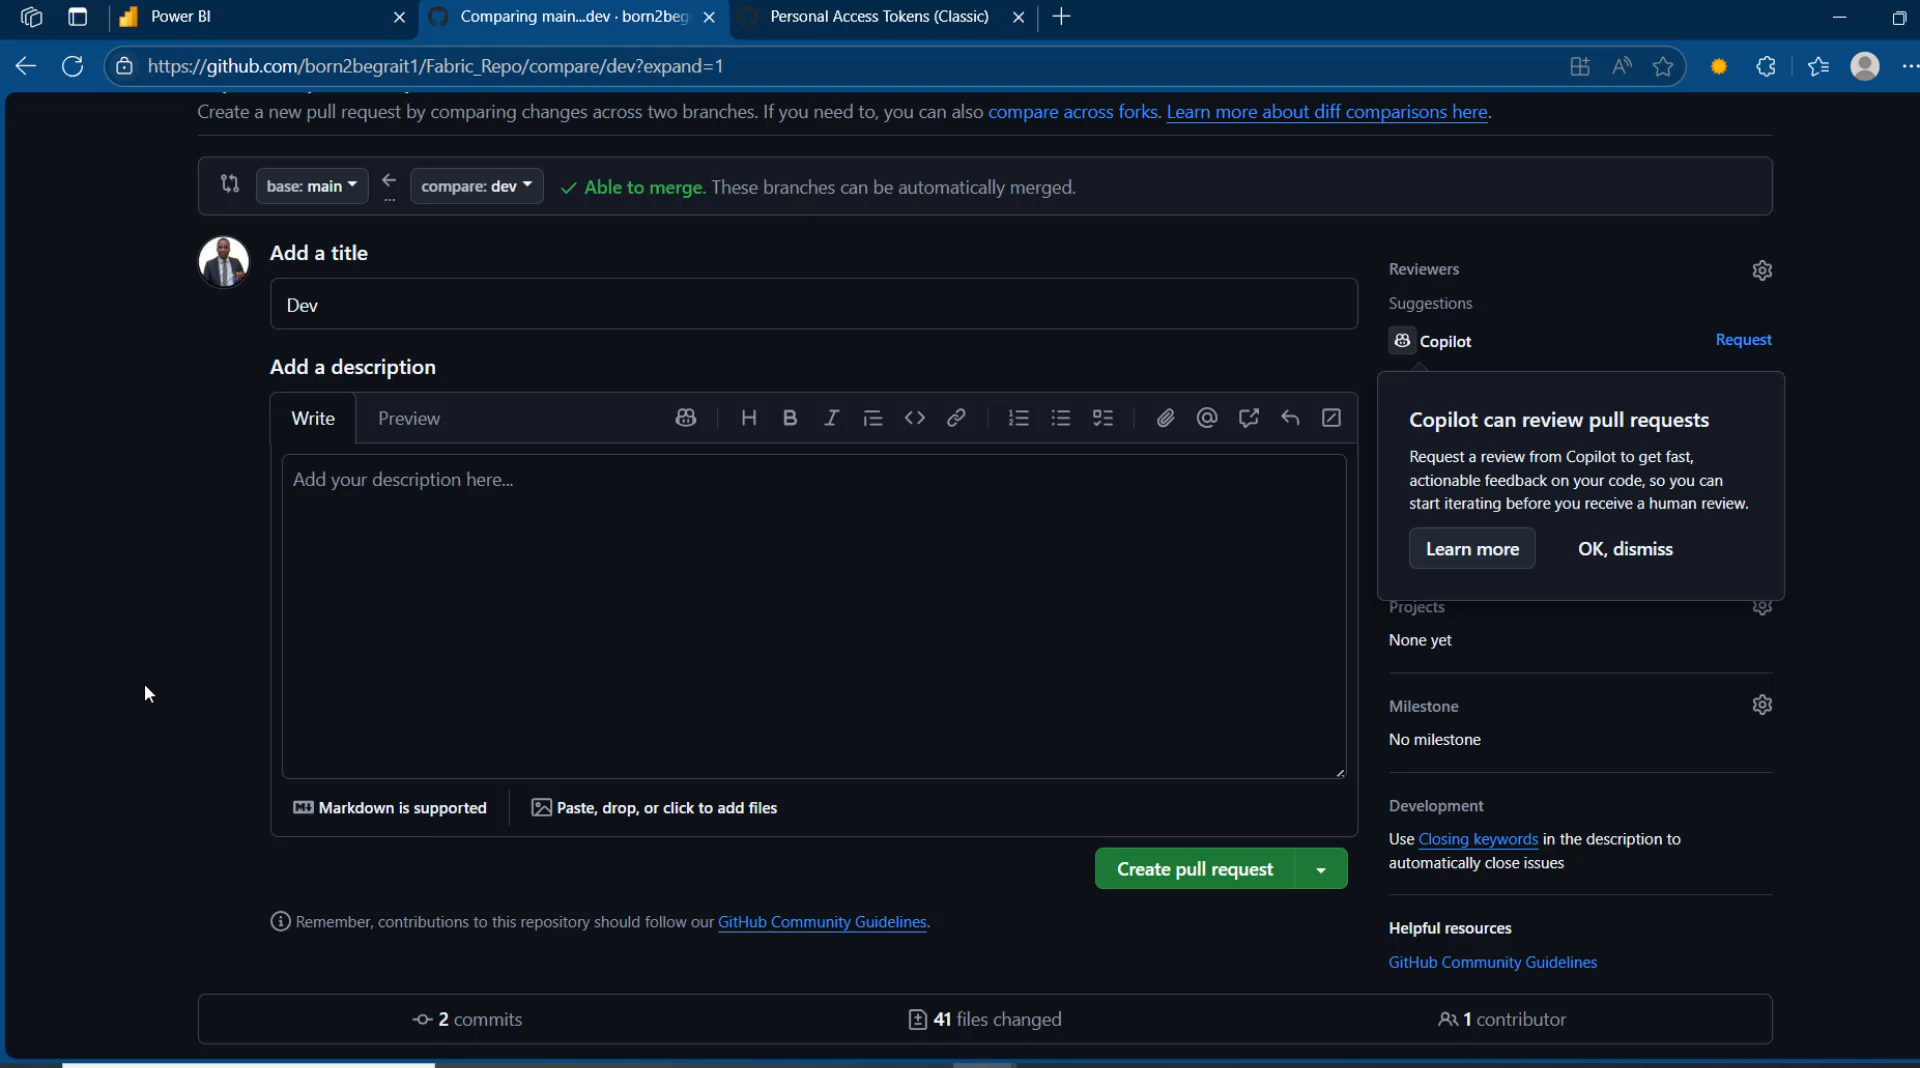 Power BI
Comparing main...dev · born2beg
Personal Access Tokens (Classic)
https://github.com/born2begrait1/Fabric_Repo/compare/dev?expand=1
Create a new pull request by comparing changes across two branches. If you need to, you can also compare across forks. Learn more about diff comparisons here.
base: main
...
compare: dev
Able to merge. These branches can be automatically merged.
Add a title
Dev
Add a description
Write
Preview
Add your description here...
Markdown is supported
Paste, drop, or click to add files
Create pull request
Remember, contributions to this repository should follow our GitHub Community Guidelines.
Reviewers
Suggestions
Copilot
Request
Copilot can review pull requests
Request a review from Copilot to get fast,
actionable feedback on your code, so you can
start iterating before you receive a human review.
Learn more
OK, dismiss
Projects
None yet
Milestone
No milestone
Development
Use Closing keywords in the description to
automatically close issues
Helpful resources
GitHub Community Guidelines
2 commits
41 files changed
1 contributor